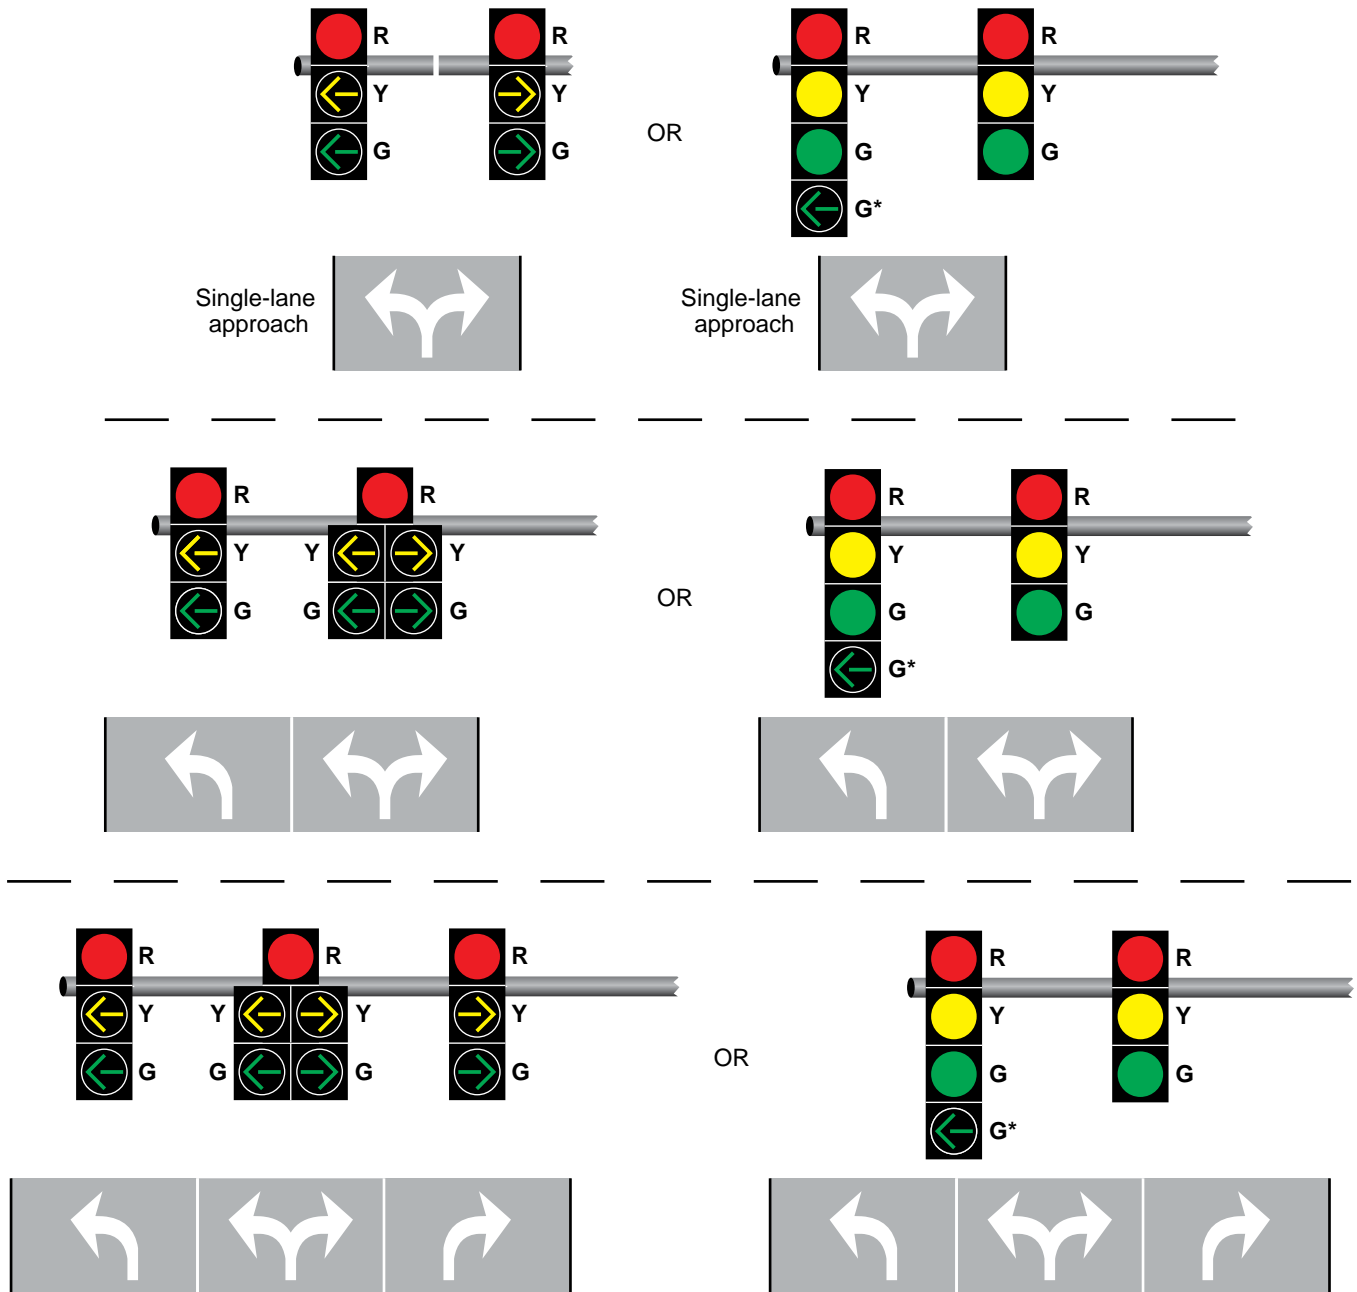 R R R R
Y Y Y Y
OR
G G G G
G*
Single-lane
approach
Single-lane
approach
R R R R
Y Y Y Y Y
OR
G G G G G
G*
R R R R R
Y Y Y Y Y Y
OR
G G G G G G
G*